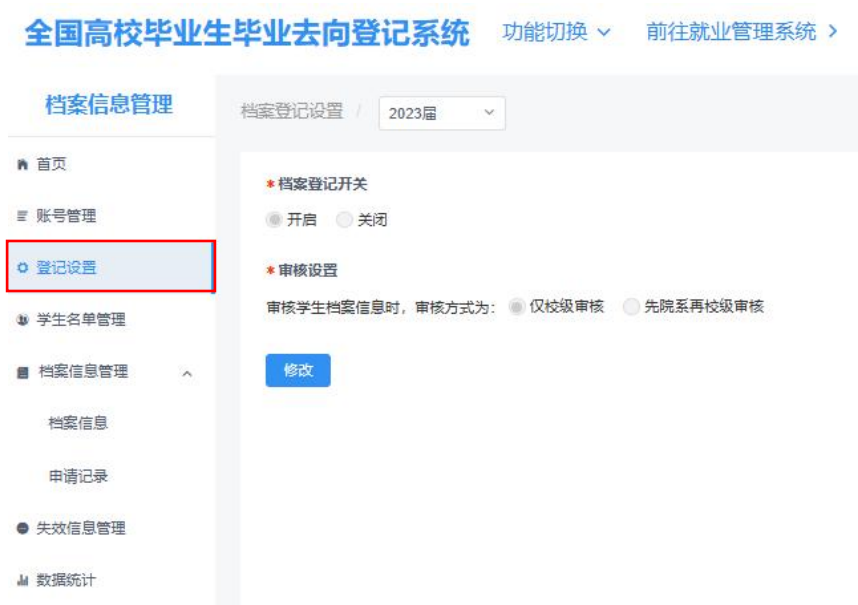 全国高校毕业生毕业去向登记系统 功能切换 前往就业管理系统
档案信息管理
首页
账号管理
登记设置
学生名单管理
档案信息管理
档案信息
申请记录
失效信息管理
数据统计
档案登记设置 / 2023届
*档案登记开关
开启 关闭
*审核设置
审核学生档案信息时，审核方式为： 仅校级审核 先院系再校级审核
修改